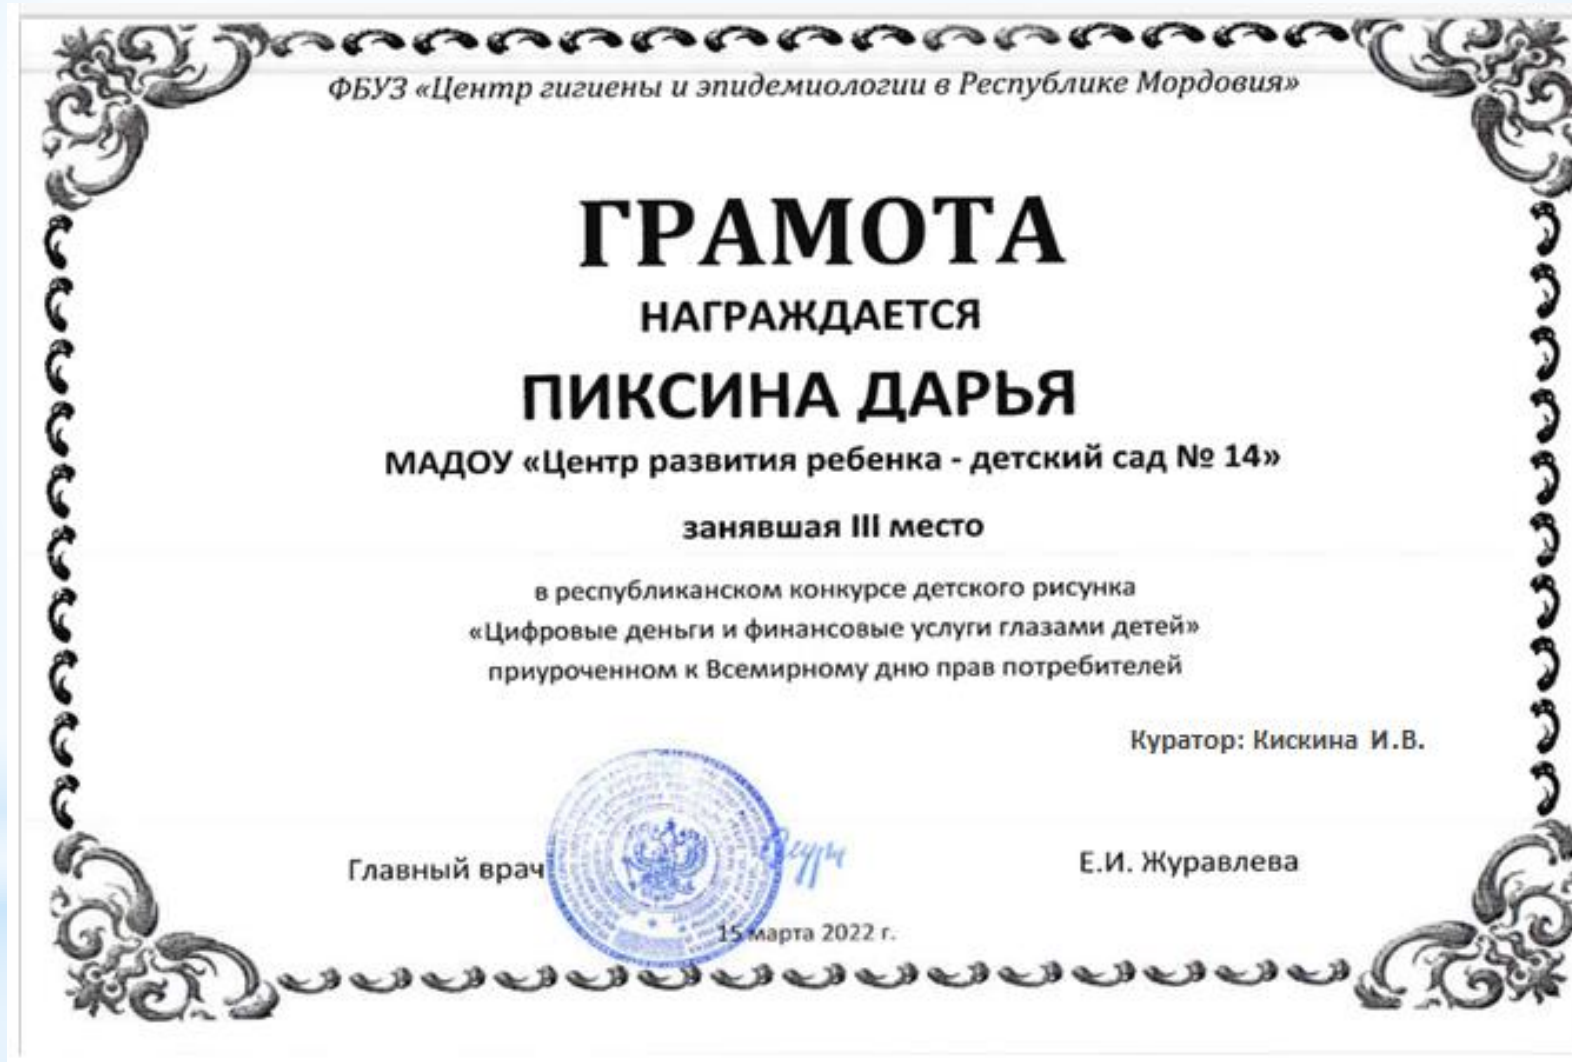 ФБУЗ «Центр гигиены и эпидемиологии в Республике Мордовия»
ГРАМОТА
НАГРАЖДАЕТСЯ
ПИКСИНА ДАРЬЯ
МАДОУ «Центр развития ребенка - детский сад № 14»
занявшая III место
в республиканском конкурсе детского рисунка
«Цифровые деньги и финансовые услуги глазами детей»
приуроченном к Всемирному дню прав потребителей
Куратор: Кискина И.В.
Главный врач
Е.И. Журавлева
15 марта 2022 г.